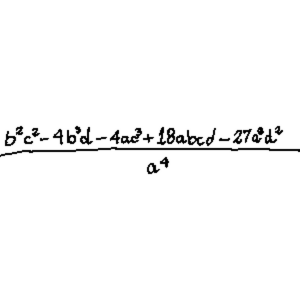 b²c² - 4b³d - 4ac³ + 18abcd - 27a²d²
a⁴